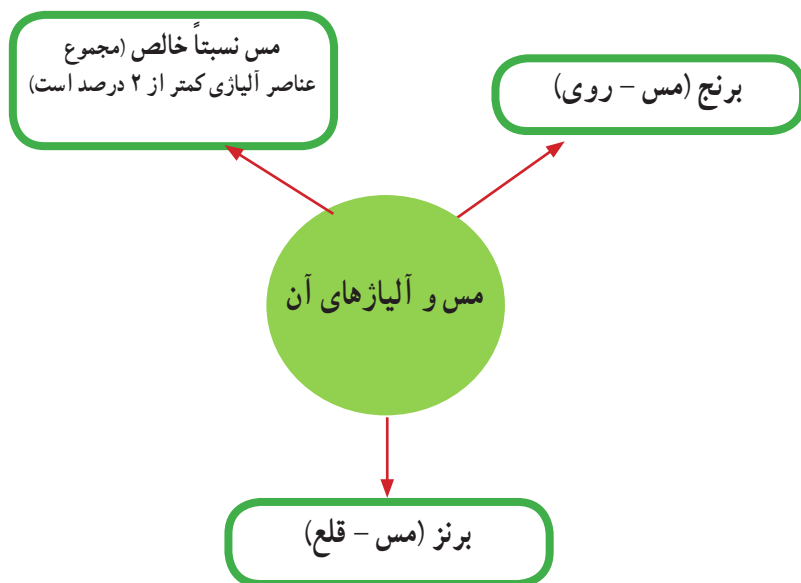 مس نسبتاً خالص (مجموع
عناصر آلیاژی کمتر از ۲ درصد است)
برنج (مس – روی)
مس و آلیاژهای آن
برنز (مس – قلع)